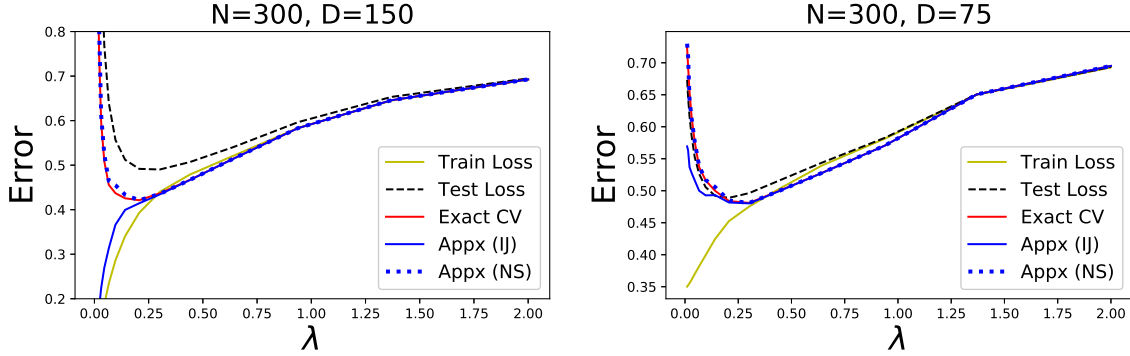 N=300, D=150
0.8
0.7
0.6
0.5
0.4
0.3
0.2
Error
0.00 0.25 0.50 0.75 1.00 1.25 1.50 1.75 2.00
λ
Train Loss
Test Loss
Exact CV
Appx (IJ)
Appx (NS)
N=300, D=75
0.70
0.65
0.60
0.55
0.50
0.45
0.40
0.35
Error
0.00 0.25 0.50 0.75 1.00 1.25 1.50 1.75 2.00
λ
Train Loss
Test Loss
Exact CV
Appx (IJ)
Appx (NS)